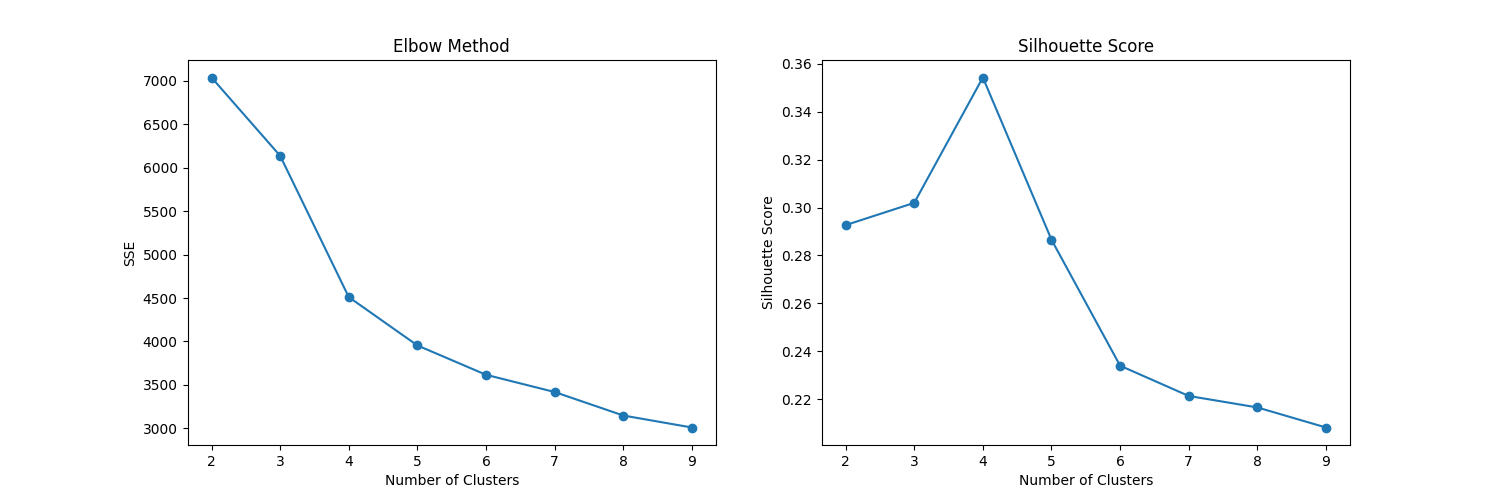 Elbow Method
SSE
7000
6500
6000
5500
5000
4500
4000
3500
3000
2 3 4 5 6 7 8 9
Number of Clusters
Silhouette Score
Silhouette Score
0.36
0.34
0.32
0.30
0.28
0.26
0.24
0.22
2 3 4 5 6 7 8 9
Number of Clusters